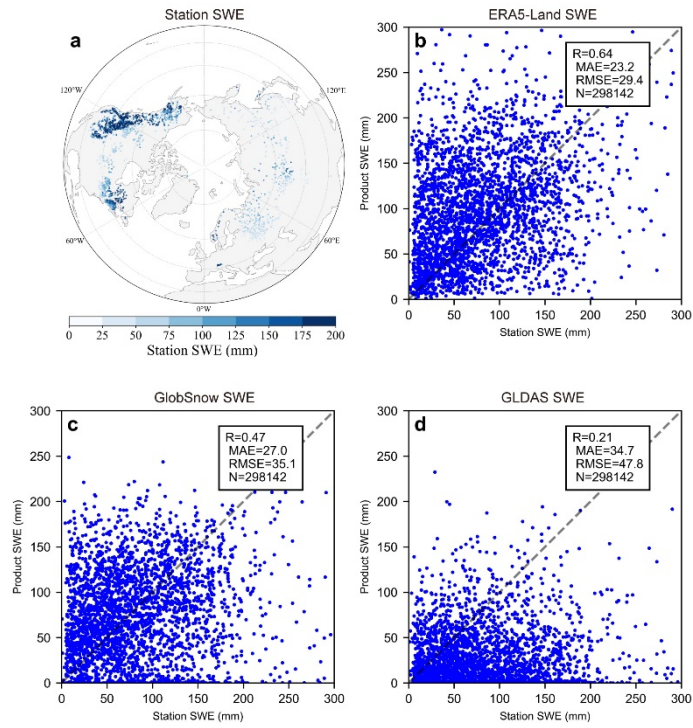 Station SWE
a
120°W
120°E
60°W
60°E
0°W
0 25 50 75 100 125 150 175 200
Station SWE (mm)
ERA5-Land SWE
b
R=0.64
MAE=23.2
RMSE=29.4
N=298142
Product SWE (mm)
300
250
200
150
100
50
0
0 50 100 150 200 250 300
Station SWE (mm)
GlobSnow SWE
c
R=0.47
MAE=27.0
RMSE=35.1
N=298142
Product SWE (mm)
300
250
200
150
100
50
0
0 50 100 150 200 250 300
Station SWE (mm)
GLDAS SWE
d
R=0.21
MAE=34.7
RMSE=47.8
N=298142
Product SWE (mm)
300
250
200
150
100
50
0
0 50 100 150 200 250 300
Station SWE (mm)